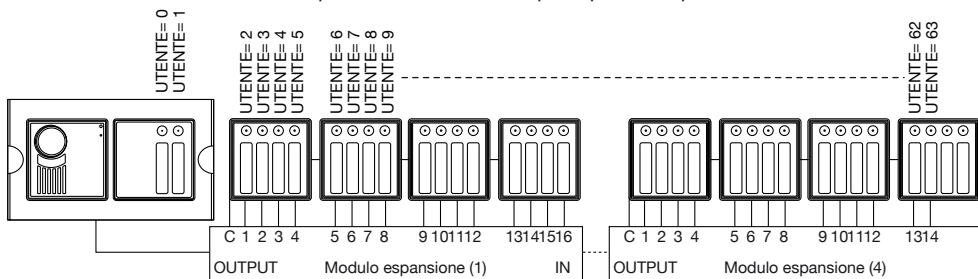 UTENTE= 0
UTENTE= 1
UTENTE= 2
UTENTE= 3
UTENTE= 4
UTENTE= 5
UTENTE= 6
UTENTE= 7
UTENTE= 8
UTENTE= 9
UTENTE= 62
UTENTE= 63
C 1 2 3 4 5 6 7 8 9 10 11 12 13 14 15 16
C 1 2 3 4 5 6 7 8 9 10 11 12 13 14
OUTPUT Modulo espansione (1) IN
OUTPUT Modulo espansione (4)